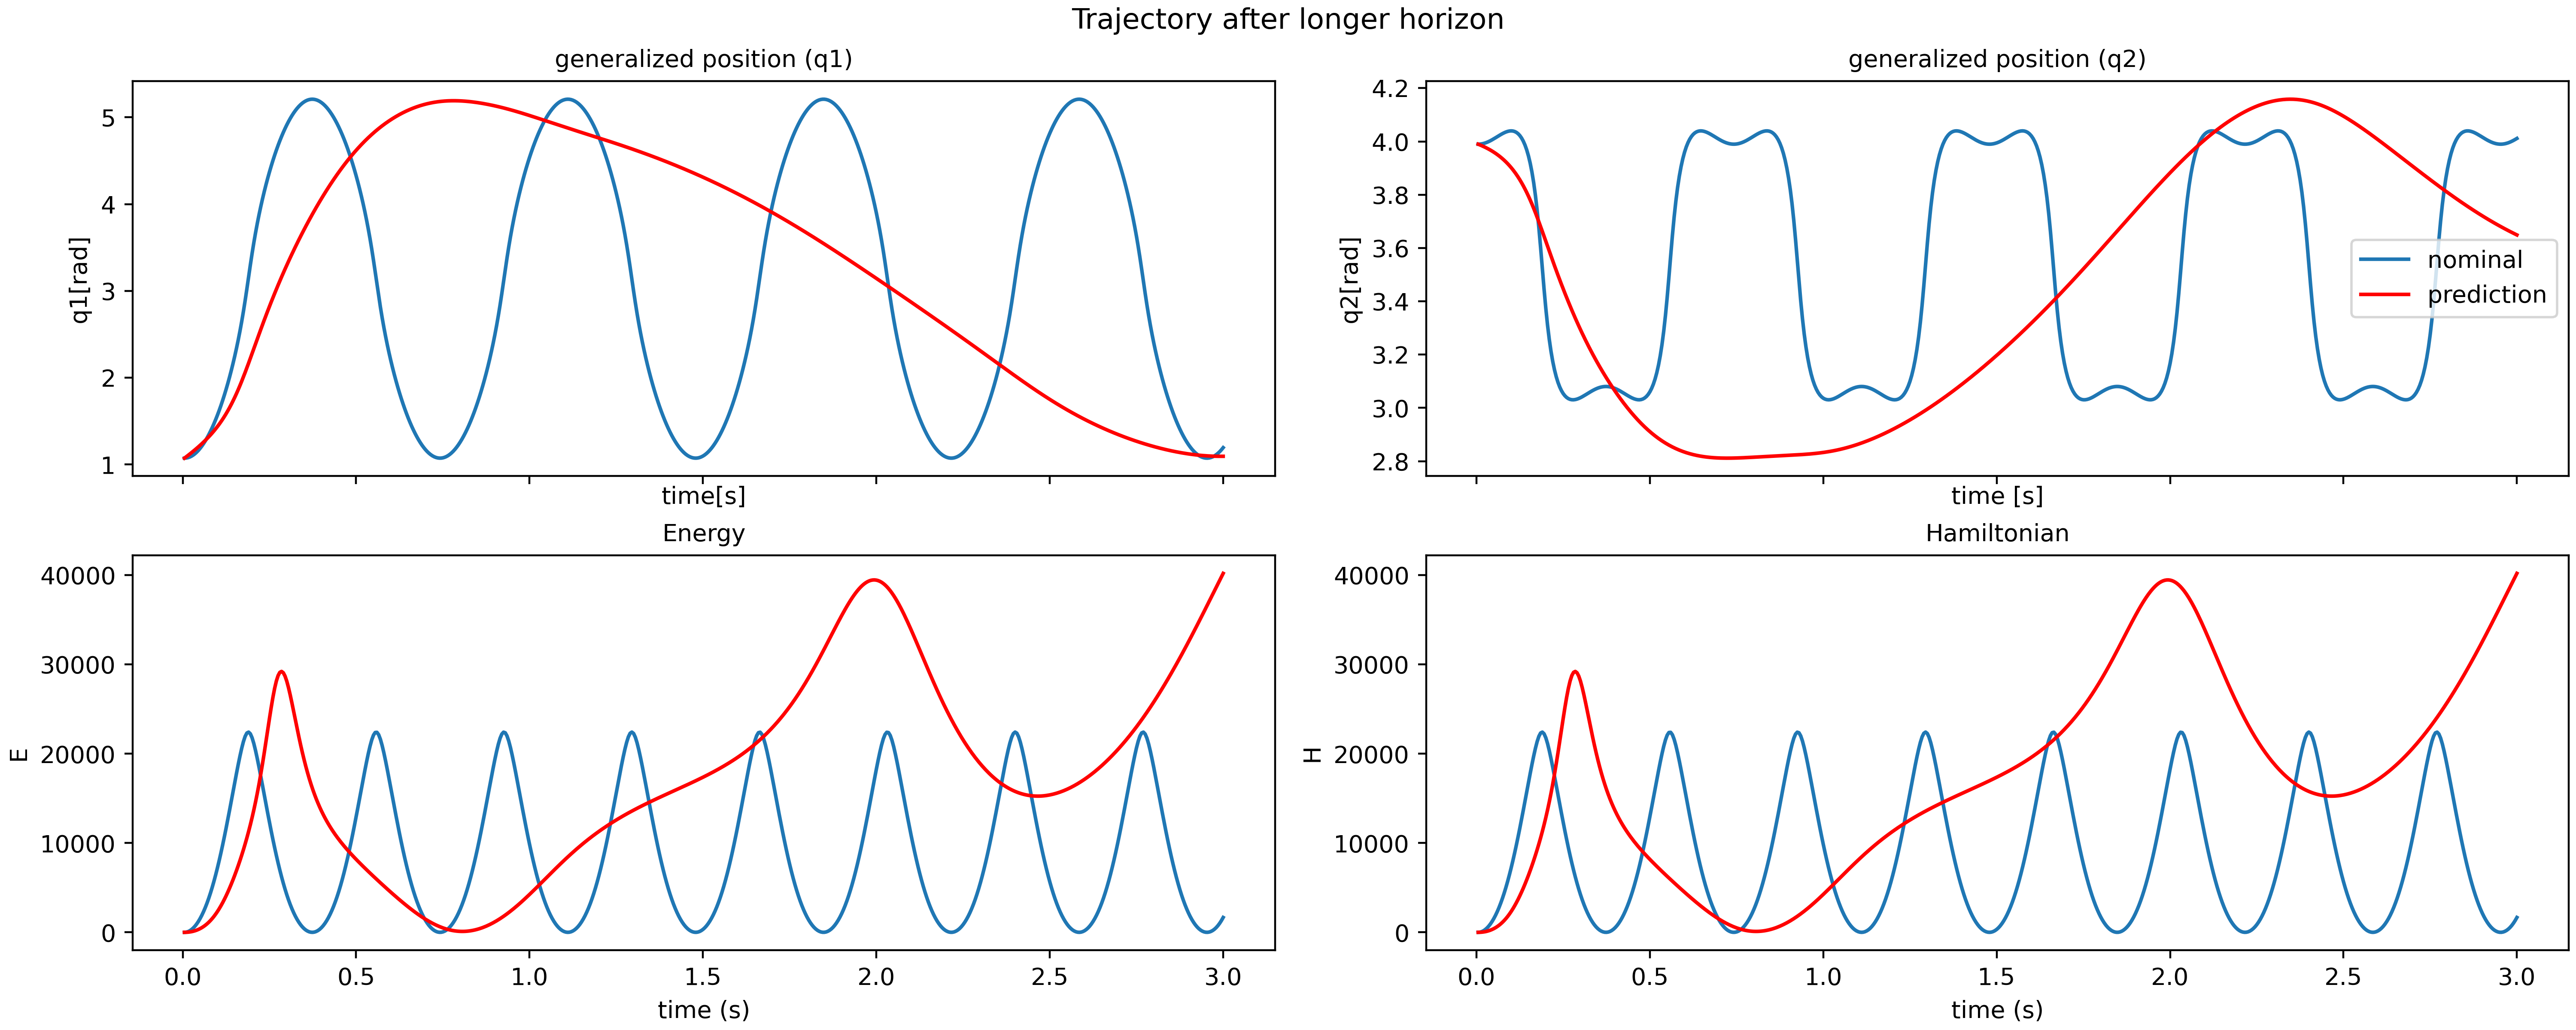 Trajectory after longer horizon
generalized position (q1)
q1[rad]
5
4
3
2
1
time[s]
generalized position (q2)
q2[rad]
4.2
4.0
3.8
3.6
3.4
3.2
3.0
2.8
nominal
prediction
time [s]
Energy
E
40000
30000
20000
10000
0
0.0 0.5 1.0 1.5 2.0 2.5 3.0
time (s)
Hamiltonian
H
40000
30000
20000
10000
0
0.0 0.5 1.0 1.5 2.0 2.5 3.0
time (s)